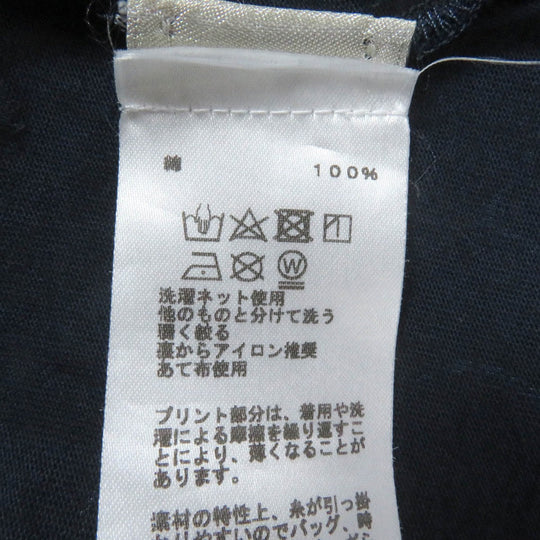 綿 100%
洗濯ネット使用
他のものと分けて洗う
弱く絞る
裏からアイロン推奨
あて布使用
プリント部分は、着用や洗
濯による摩擦を繰り返すこ
とにより、薄くなることが
あります。
素材の特性上、糸が引っ掛
かりやすいのでバッグ、時